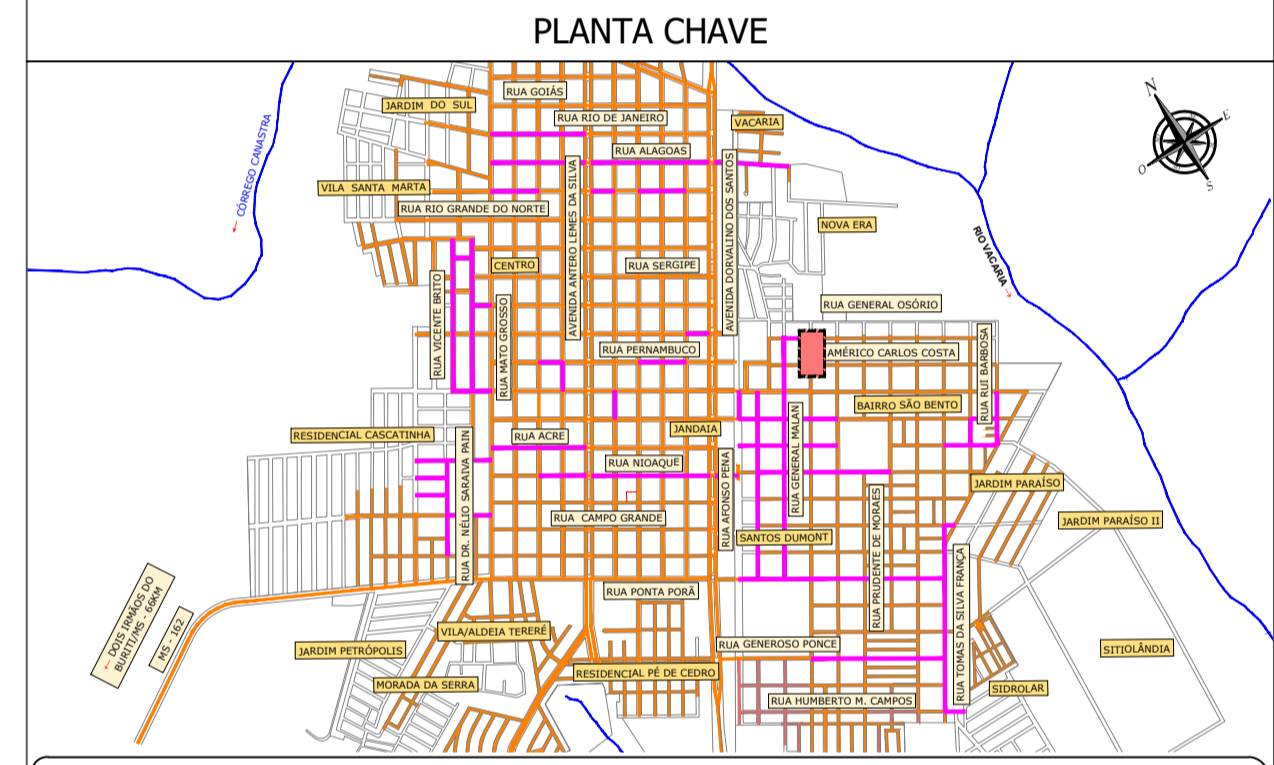 PLANTA CHAVE
RUA GOIÁS
JARDIM DO SUL
RUA RIO DE JANEIRO
VACARIA
N
E
O
S
CÓRREGO CANASTRA
RUA ALAGOAS
VILA SANTA MARTA
RUA RIO GRANDE DO NORTE
AVENIDA ANTERO LEMES DA SILVA
AVENIDA DORVALINO DOS SANTOS
NOVA ERA
CENTRO
RUA SERGIPE
RIO VACARIA
RUA VICENTE BRITO
RUA MATO GROSSO
RUA GENERAL OSÓRIO
RUA PERNAMBUCO
AMÉRICO CARLOS COSTA
RUA RUI BARBOSA
BAIRRO SÃO BENTO
RUA GENERAL MALAN
RESIDENCIAL CASCATINHA
RUA ACRE
JANDAIA
RUA NIOAQUE
RUA DR. NÉLIO SARAIVA PAIN
RUA AFONSO PENA
JARDIM PARAÍSO
RUA CAMPO GRANDE
JARDIM PARAÍSO II
SANTOS DUMONT
RUA PRUDENTE DE MORAES
RUA TOMAS DA SILVA FRANÇA
← DOIS IRMÃOS DO
BURITI/MS - 66KM
MS - 162
RUA PONTA PORÃ
VILA/ALDEIA TERERÉ
JARDIM PETRÓPOLIS
RUA GENEROSO PONCE
SITIOLÂNDIA
RESIDENCIAL PÉ DE CEDRO
MORADA DA SERRA
SIDROLAR
RUA HUMBERTO M. CAMPOS